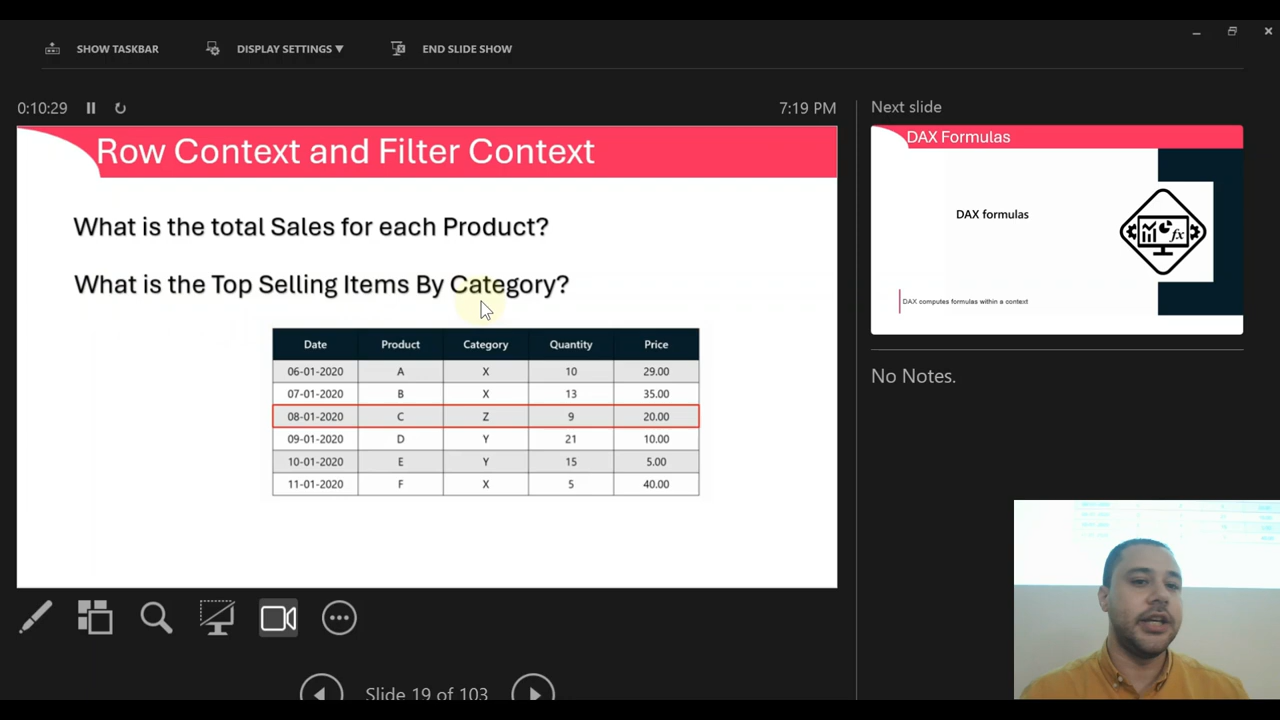 SHOW TASKBAR DISPLAY SETTINGS ▼ END SLIDE SHOW
0:10:29 7:19 PM
Row Context and Filter Context
What is the total Sales for each Product?
What is the Top Selling Items By Category?
Date Product Category Quantity Price
06-01-2020 A X 10 29.00
07-01-2020 B X 13 35.00
08-01-2020 C Z 9 20.00
09-01-2020 D Y 21 10.00
10-01-2020 E Y 15 5.00
11-01-2020 F X 5 40.00
Slide 19 of 103
Next slide
DAX Formulas
DAX formulas
fx
DAX computes formulas within a context
No Notes.